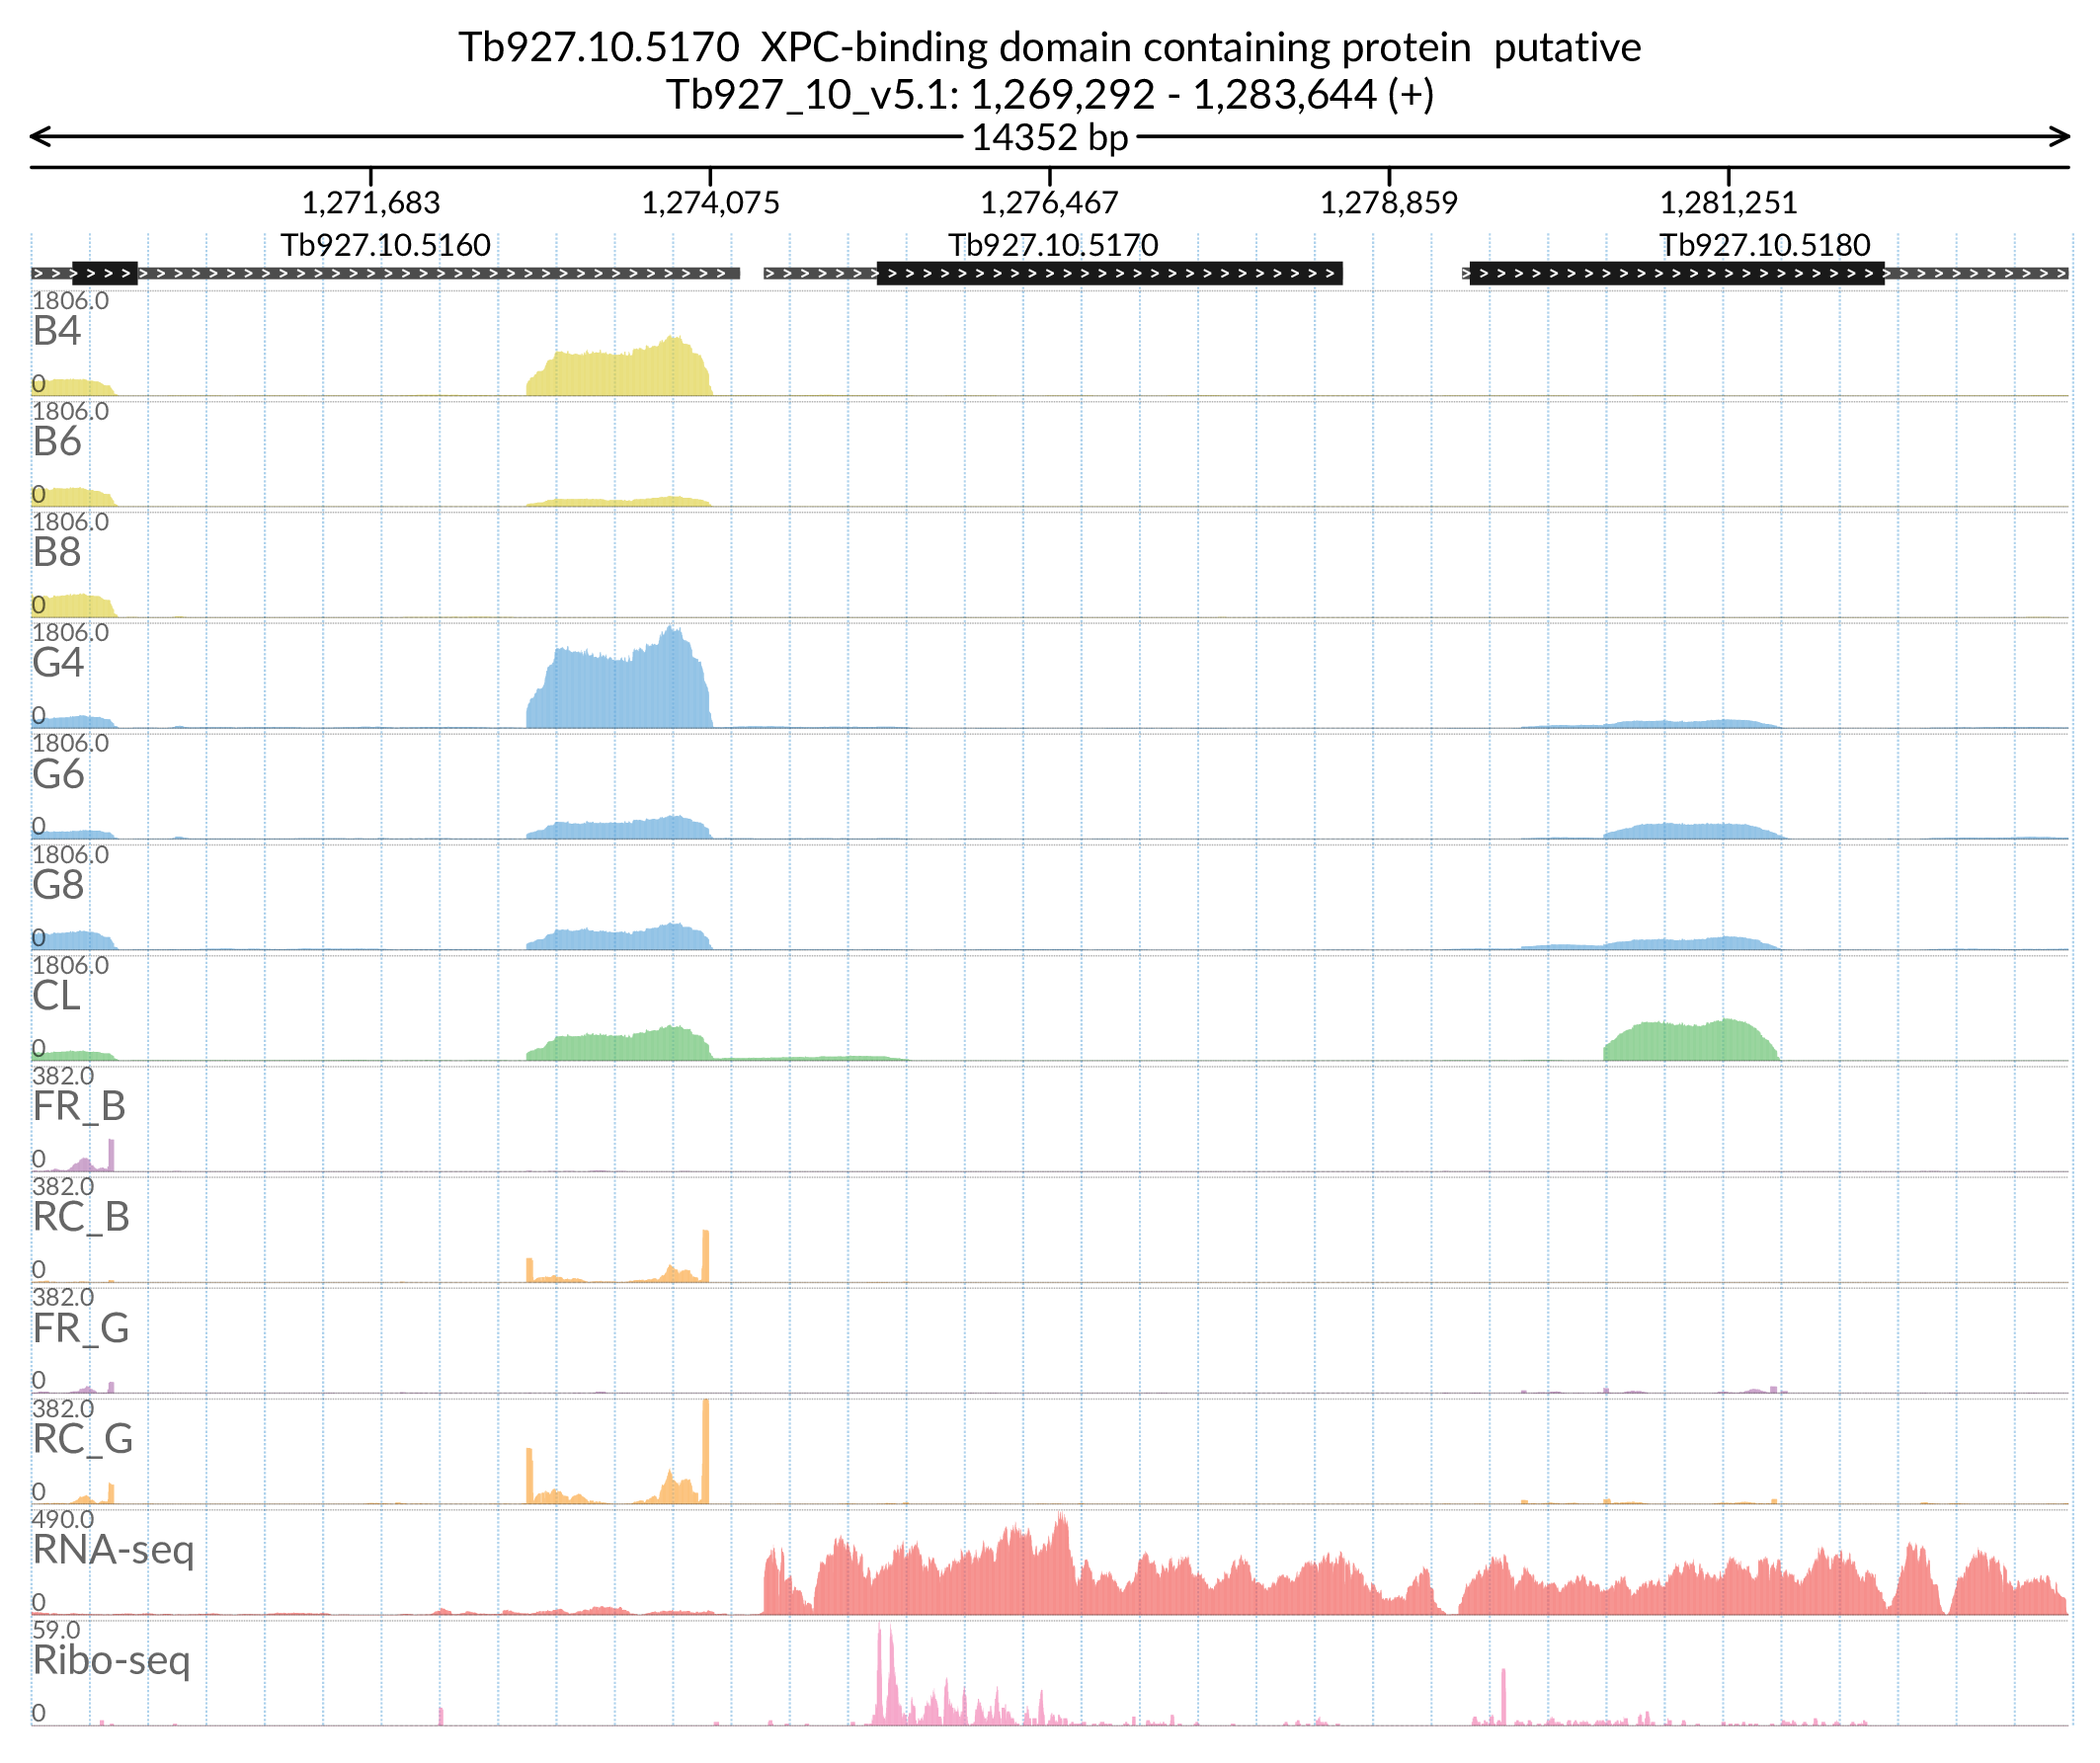 Tb927.10.5170 XPC-binding domain containing protein putative
Tb927_10_v5.1: 1,269,292 - 1,283,644 (+)
14352 bp
1,271,683 1,274,075 1,276,467 1,278,859 1,281,251
Tb927.10.5160 Tb927.10.5170 Tb927.10.5180
1806.0
B4
0
1806.0
B6
0
1806.0
B8
0
1806.0
G4
0
1806.0
G6
0
1806.0
G8
0
1806.0
CL
0
382.0
FR_B
0
382.0
RC_B
0
382.0
FR_G
0
382.0
RC_G
0
490.0
RNA-seq
0
59.0
Ribo-seq
0